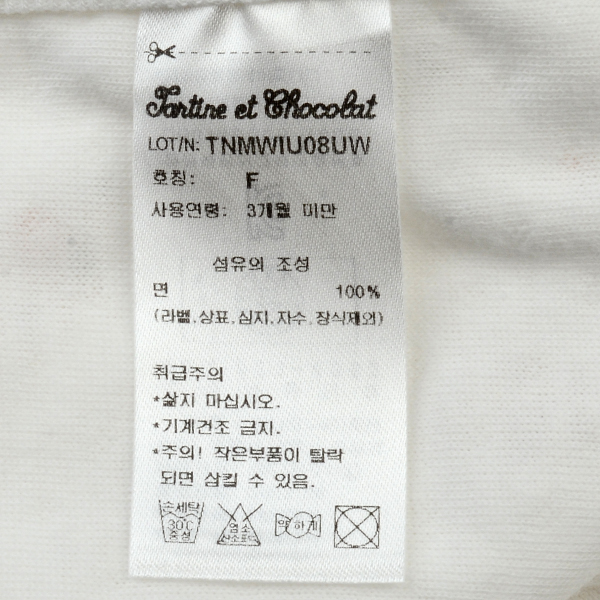 Tartine et Chocolat
LOT/N: TNMWIU08UW
호칭: F
사용연령: 3개월 미만
섬유의 조성
면 100%
(라벨.상표.심지.자수.장식제외)
취급주의
*삶지 마십시오.
*기계건조 금지.
*주의! 작은부품이 탈락
되면 삼킬 수 있음.
손세탁
30℃
중성
염소
산소표백
약하게